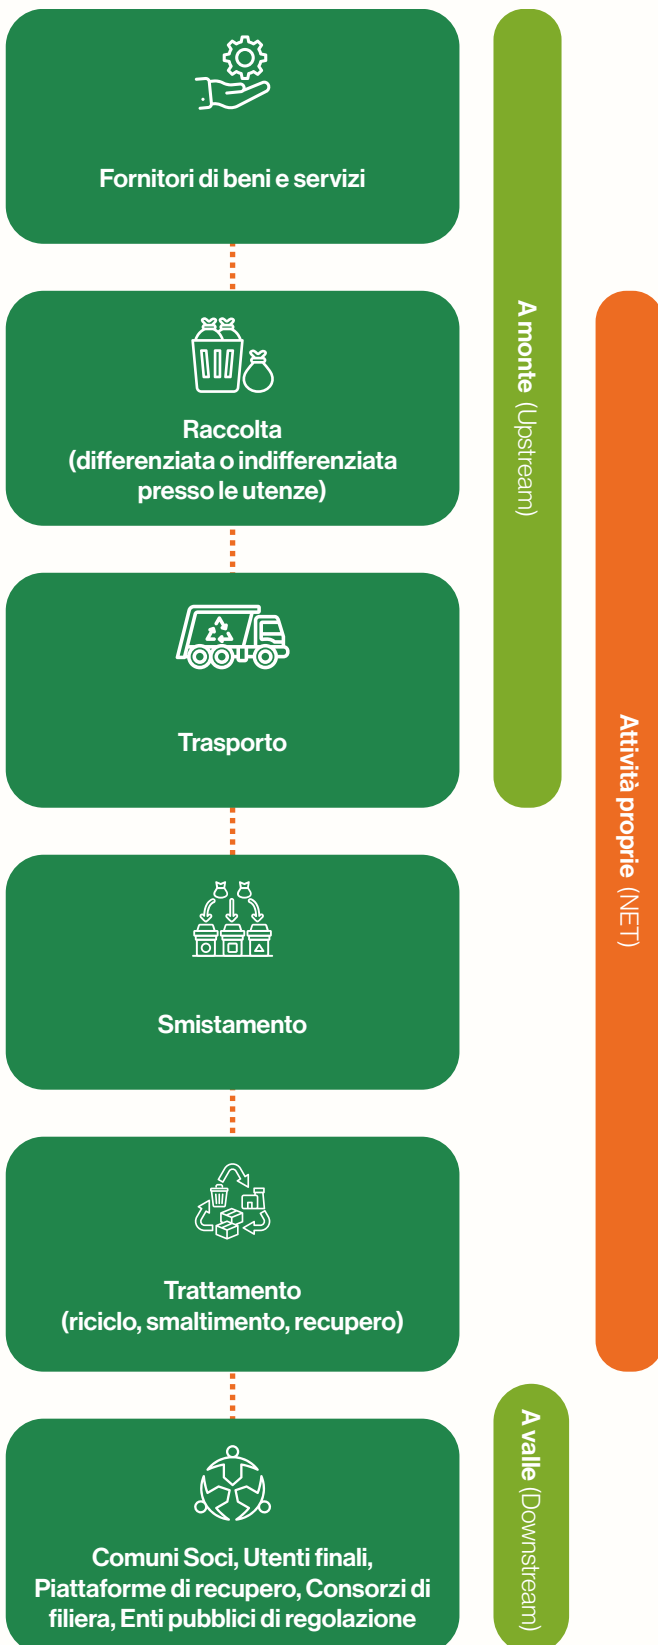 Fornitori di beni e servizi
A monte (Upstream)
Raccolta
(differenziata o indifferenziata
presso le utenze)
Trasporto
Attività proprie (NET)
Smistamento
Trattamento
(riciclo, smaltimento, recupero)
A valle (Downstream)
Comuni Soci, Utenti finali,
Piattaforme di recupero, Consorzi di
filiera, Enti pubblici di regolazione